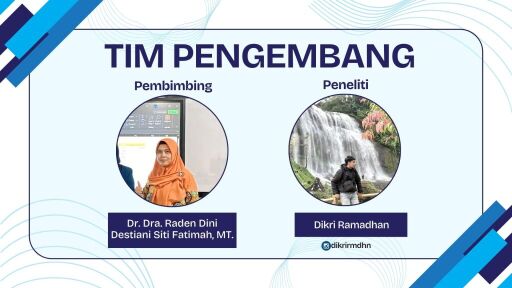 TIM PENGEMBANG
Pembimbing
Peneliti
Dr. Dra. Raden Dini
Destiani Siti Fatimah, MT.
Dikri Ramadhan
dikrirmdhn